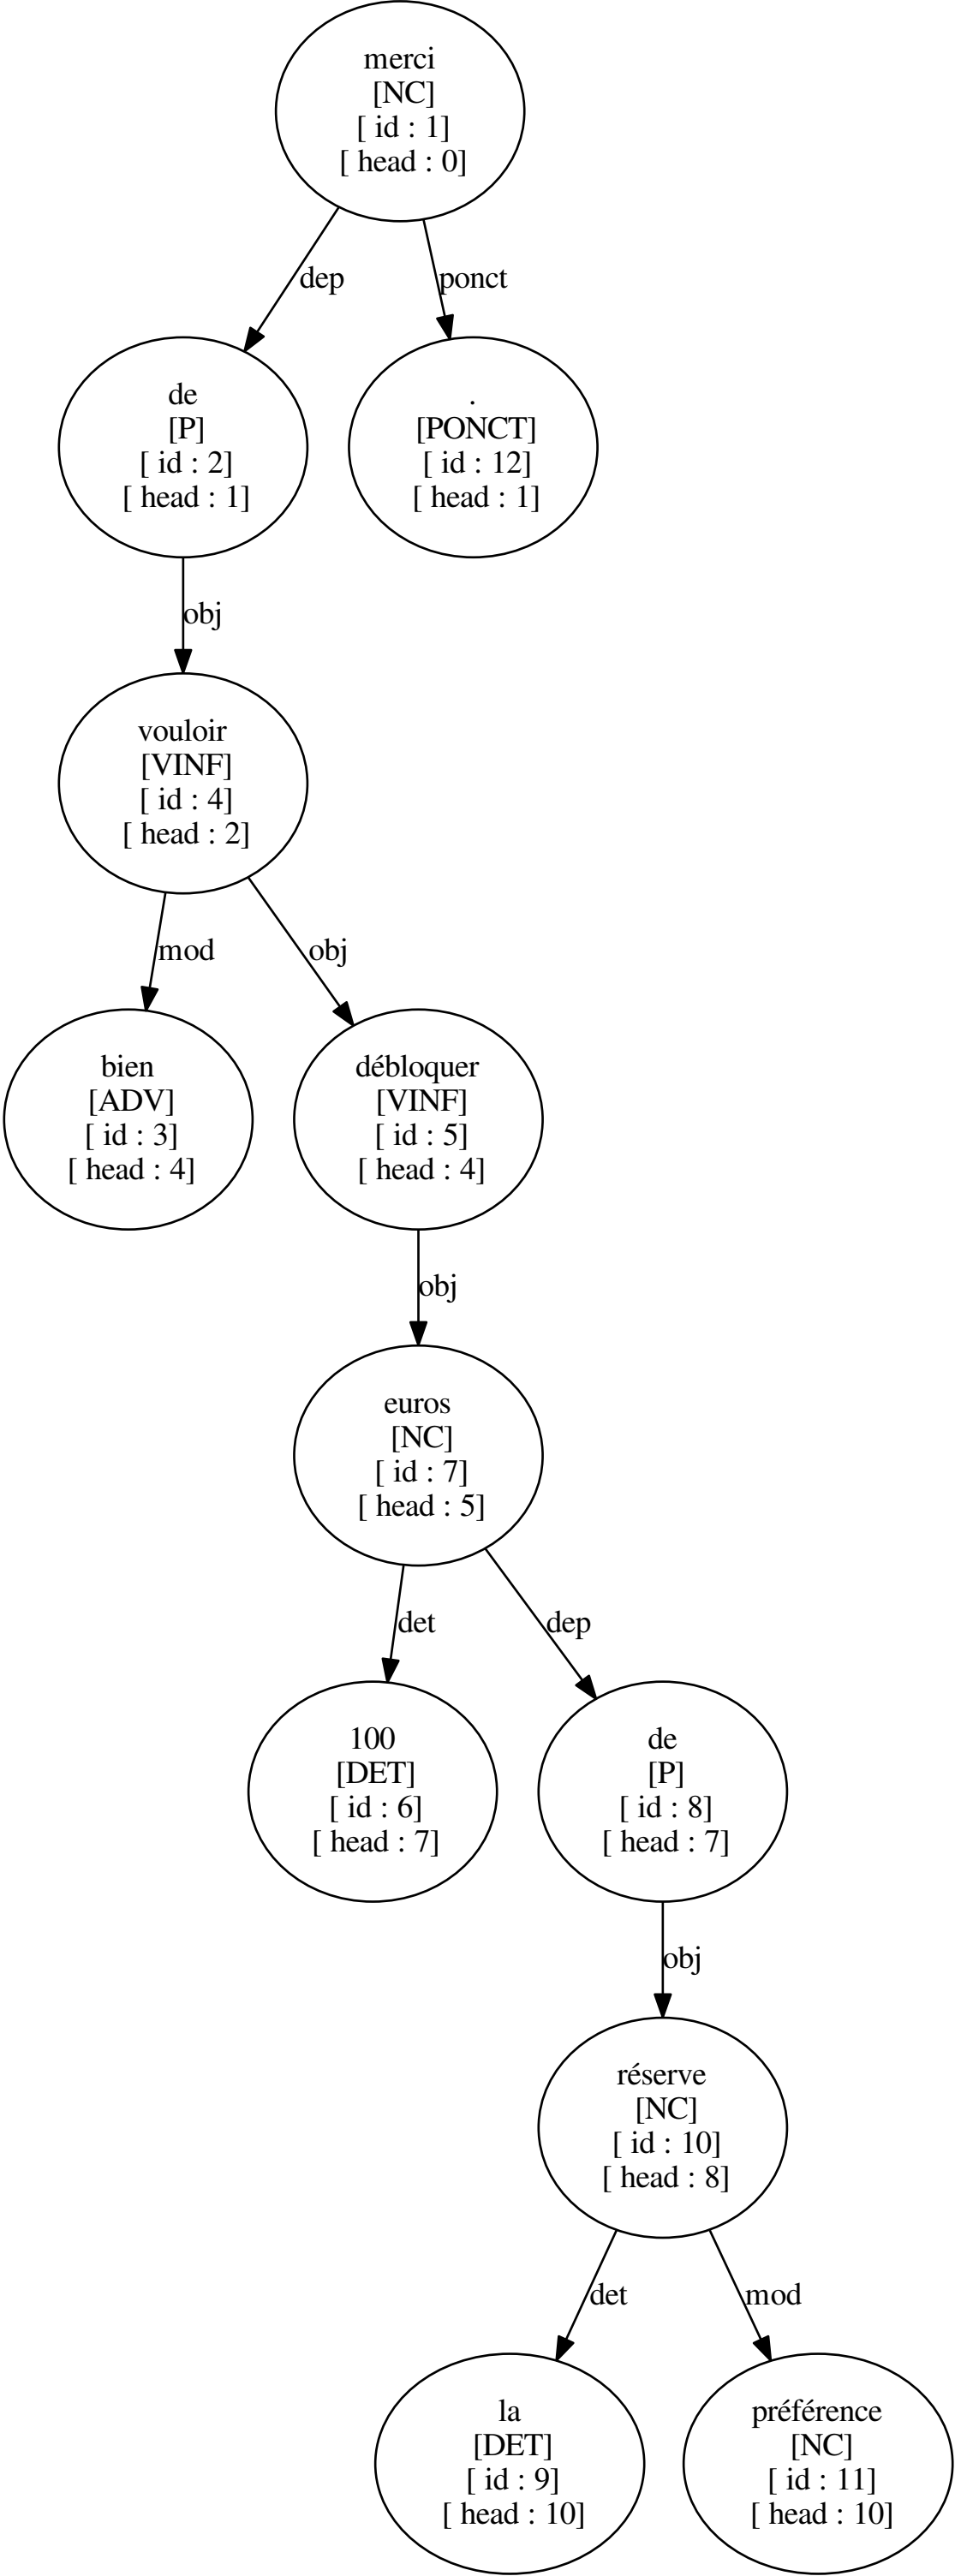 merci
[NC]
[ id : 1]
[ head : 0]
dep
ponct
de
[P]
[ id : 2]
[ head : 1]
.
[PONCT]
[ id : 12]
[ head : 1]
obj
vouloir
[VINF]
[ id : 4]
[ head : 2]
mod
obj
bien
[ADV]
[ id : 3]
[ head : 4]
débloquer
[VINF]
[ id : 5]
[ head : 4]
obj
euros
[NC]
[ id : 7]
[ head : 5]
det
dep
100
[DET]
[ id : 6]
[ head : 7]
de
[P]
[ id : 8]
[ head : 7]
obj
réserve
[NC]
[ id : 10]
[ head : 8]
det
mod
la
[DET]
[ id : 9]
[ head : 10]
préférence
[NC]
[ id : 11]
[ head : 10]